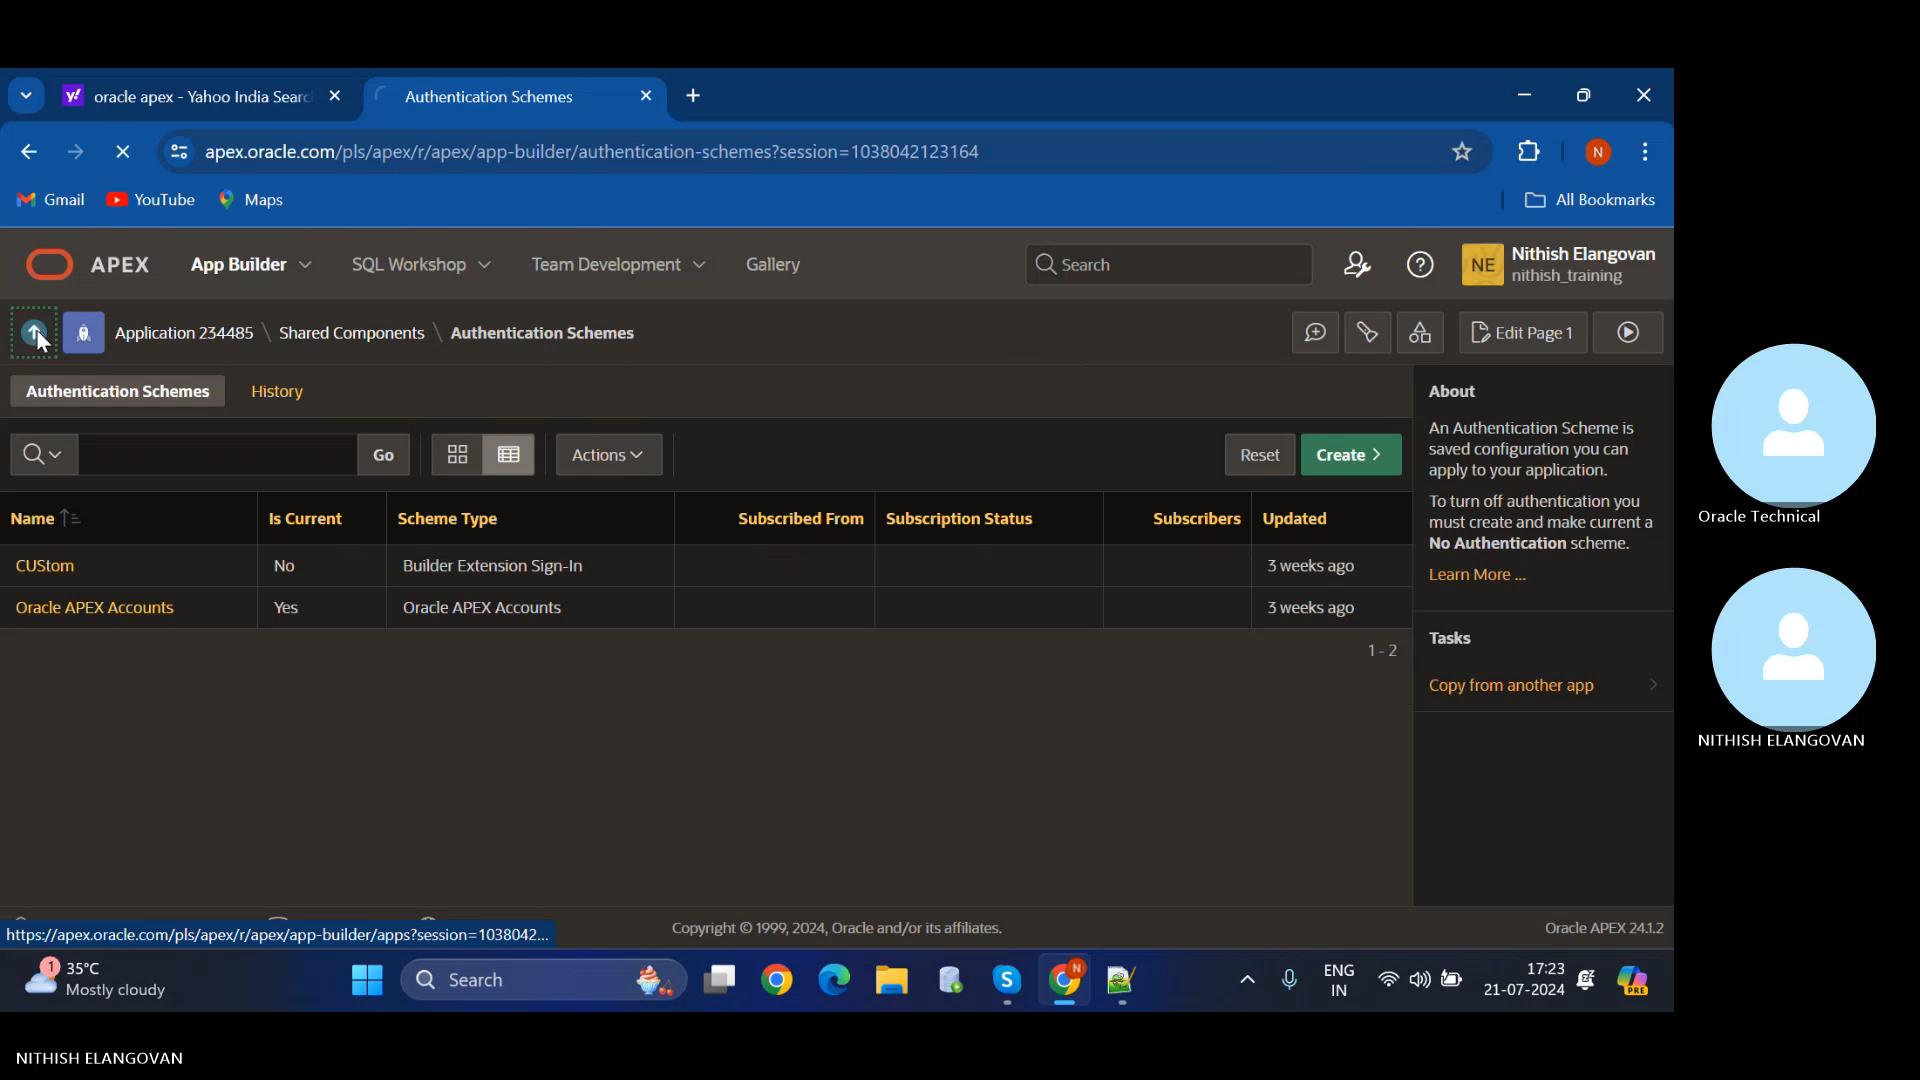 oracle apex - Yahoo India Searc
Authentication Schemes
apex.oracle.com/pls/apex/r/apex/app-builder/authentication-schemes?session=1038042123164
N
Gmail
YouTube
Maps
All Bookmarks
APEX
App Builder
SQL Workshop
Team Development
Gallery
Search
NE
Nithish Elangovan
nithish_training
Application 234485 \ Shared Components \ Authentication Schemes
Edit Page 1
Authentication Schemes
History
Go
Actions
Reset
Create
Name
Is Current
Scheme Type
Subscribed From
Subscription Status
Subscribers
Updated
CUStom
No
Builder Extension Sign-In
3 weeks ago
Oracle APEX Accounts
Yes
Oracle APEX Accounts
3 weeks ago
1 - 2
About
An Authentication Scheme is
saved configuration you can
apply to your application.
To turn off authentication you
must create and make current a
No Authentication scheme.
Learn More ...
Tasks
Copy from another app
https://apex.oracle.com/pls/apex/r/apex/app-builder/apps?session=1038042...
Copyright © 1999, 2024, Oracle and/or its affiliates.
Oracle APEX 24.1.2
1
35°C
Mostly cloudy
Search
N
ENG
IN
17:23
21-07-2024
PRE
Oracle Technical
NITHISH ELANGOVAN
NITHISH ELANGOVAN